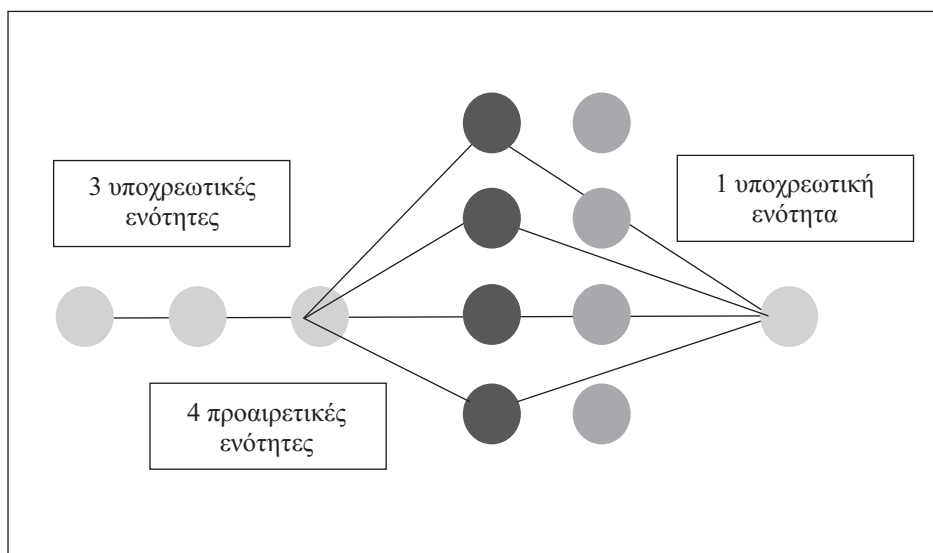 3 υποχρεωτικές
ενότητες
1 υποχρεωτική
ενότητα
4 προαιρετικές
ενότητες